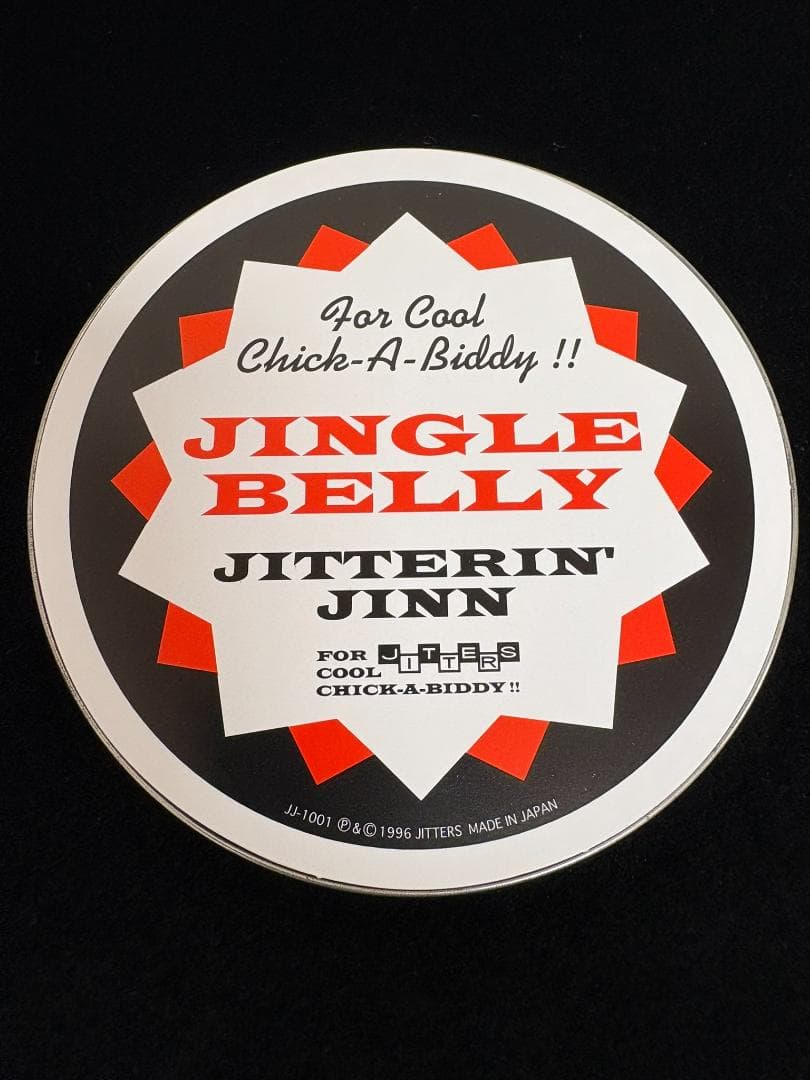 For Cool
Chick-A-Biddy !!
JINGLE
BELLY
JITTERIN'
JINN
FOR JITTERS
COOL
CHICK-A-BIDDY !!
JJ-1001 Ⓟ&© 1996 JITTERS MADE IN JAPAN